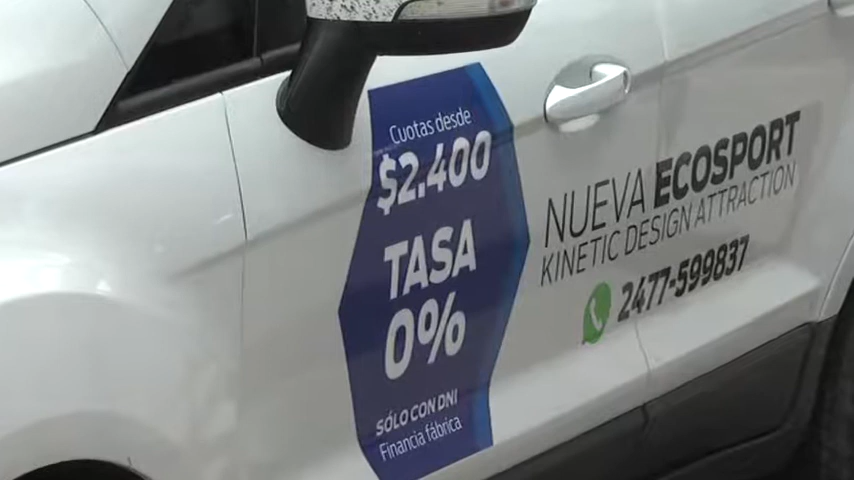 Cuotas desde
$2.400
TASA
0%
SÓLO CON DNI
Financia fábrica
NUEVA ECOSPORT
KINETIC DESIGN ATTRACTION
2477-599837